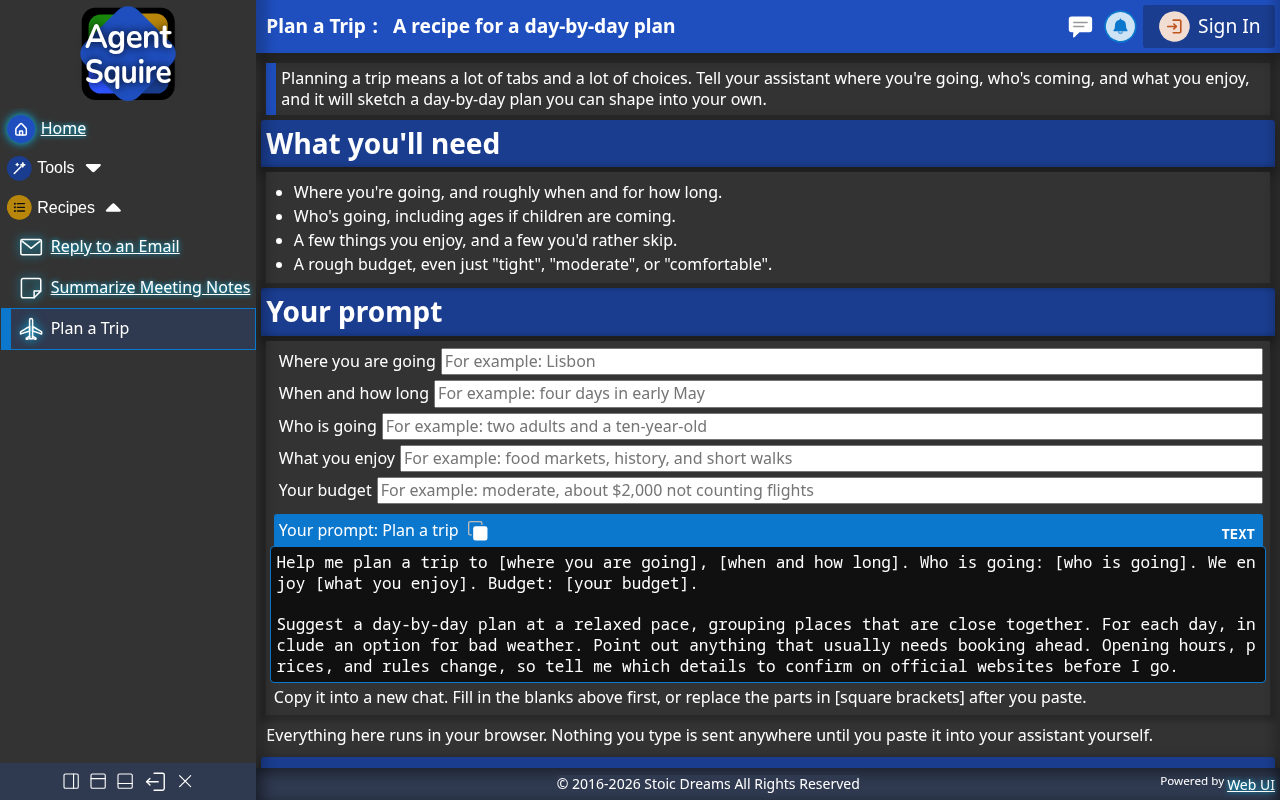 Agent
Squire
Home
Tools
Recipes
Reply to an Email
Summarize Meeting Notes
Plan a Trip
Plan a Trip : A recipe for a day-by-day plan
Sign In
Planning a trip means a lot of tabs and a lot of choices. Tell your assistant where you're going, who's coming, and what you enjoy,
and it will sketch a day-by-day plan you can shape into your own.
What you'll need
Where you're going, and roughly when and for how long.
Who's going, including ages if children are coming.
A few things you enjoy, and a few you'd rather skip.
A rough budget, even just "tight", "moderate", or "comfortable".
Your prompt
Where you are going For example: Lisbon
When and how long For example: four days in early May
Who is going For example: two adults and a ten-year-old
What you enjoy For example: food markets, history, and short walks
Your budget For example: moderate, about $2,000 not counting flights
Your prompt: Plan a trip TEXT
Help me plan a trip to [where you are going], [when and how long]. Who is going: [who is going]. We en
joy [what you enjoy]. Budget: [your budget].
Suggest a day-by-day plan at a relaxed pace, grouping places that are close together. For each day, in
clude an option for bad weather. Point out anything that usually needs booking ahead. Opening hours, p
rices, and rules change, so tell me which details to confirm on official websites before I go.
Copy it into a new chat. Fill in the blanks above first, or replace the parts in [square brackets] after you paste.
Everything here runs in your browser. Nothing you type is sent anywhere until you paste it into your assistant yourself.
© 2016-2026 Stoic Dreams All Rights Reserved
Powered by Web UI